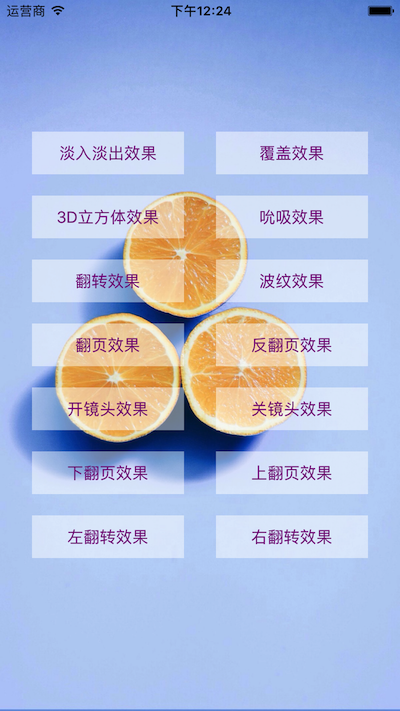 运营商 下午12:24
淡入淡出效果 覆盖效果
3D立方体效果 吮吸效果
翻转效果 波纹效果
翻页效果 反翻页效果
开镜头效果 关镜头效果
下翻页效果 上翻页效果
左翻转效果 右翻转效果